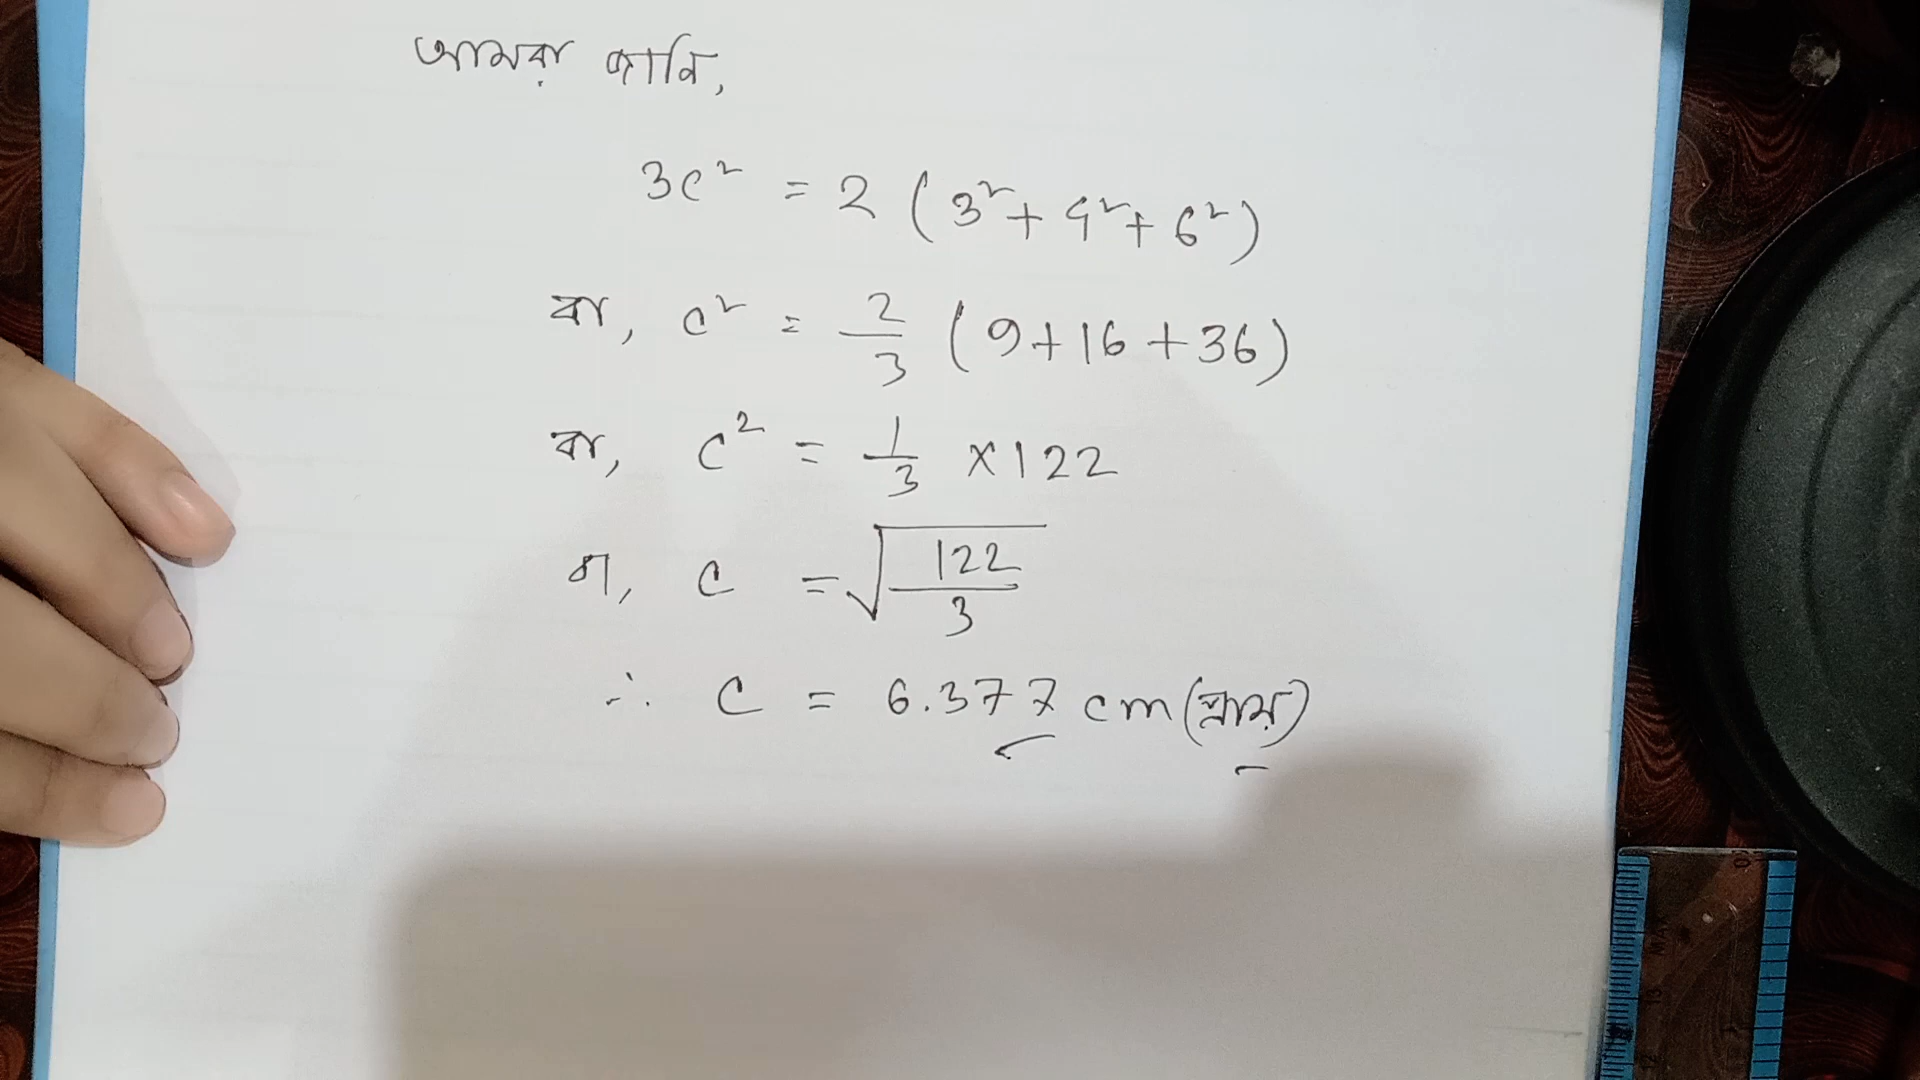 আমরা জানি,
3c² = 2 (3² + 4² + 6²)
বা, c² = 2/3 (9+16+36)
বা, c² = 1/3 ×122
বা, c = √(122/3)
∴ c = 6.377 cm (প্রায়)